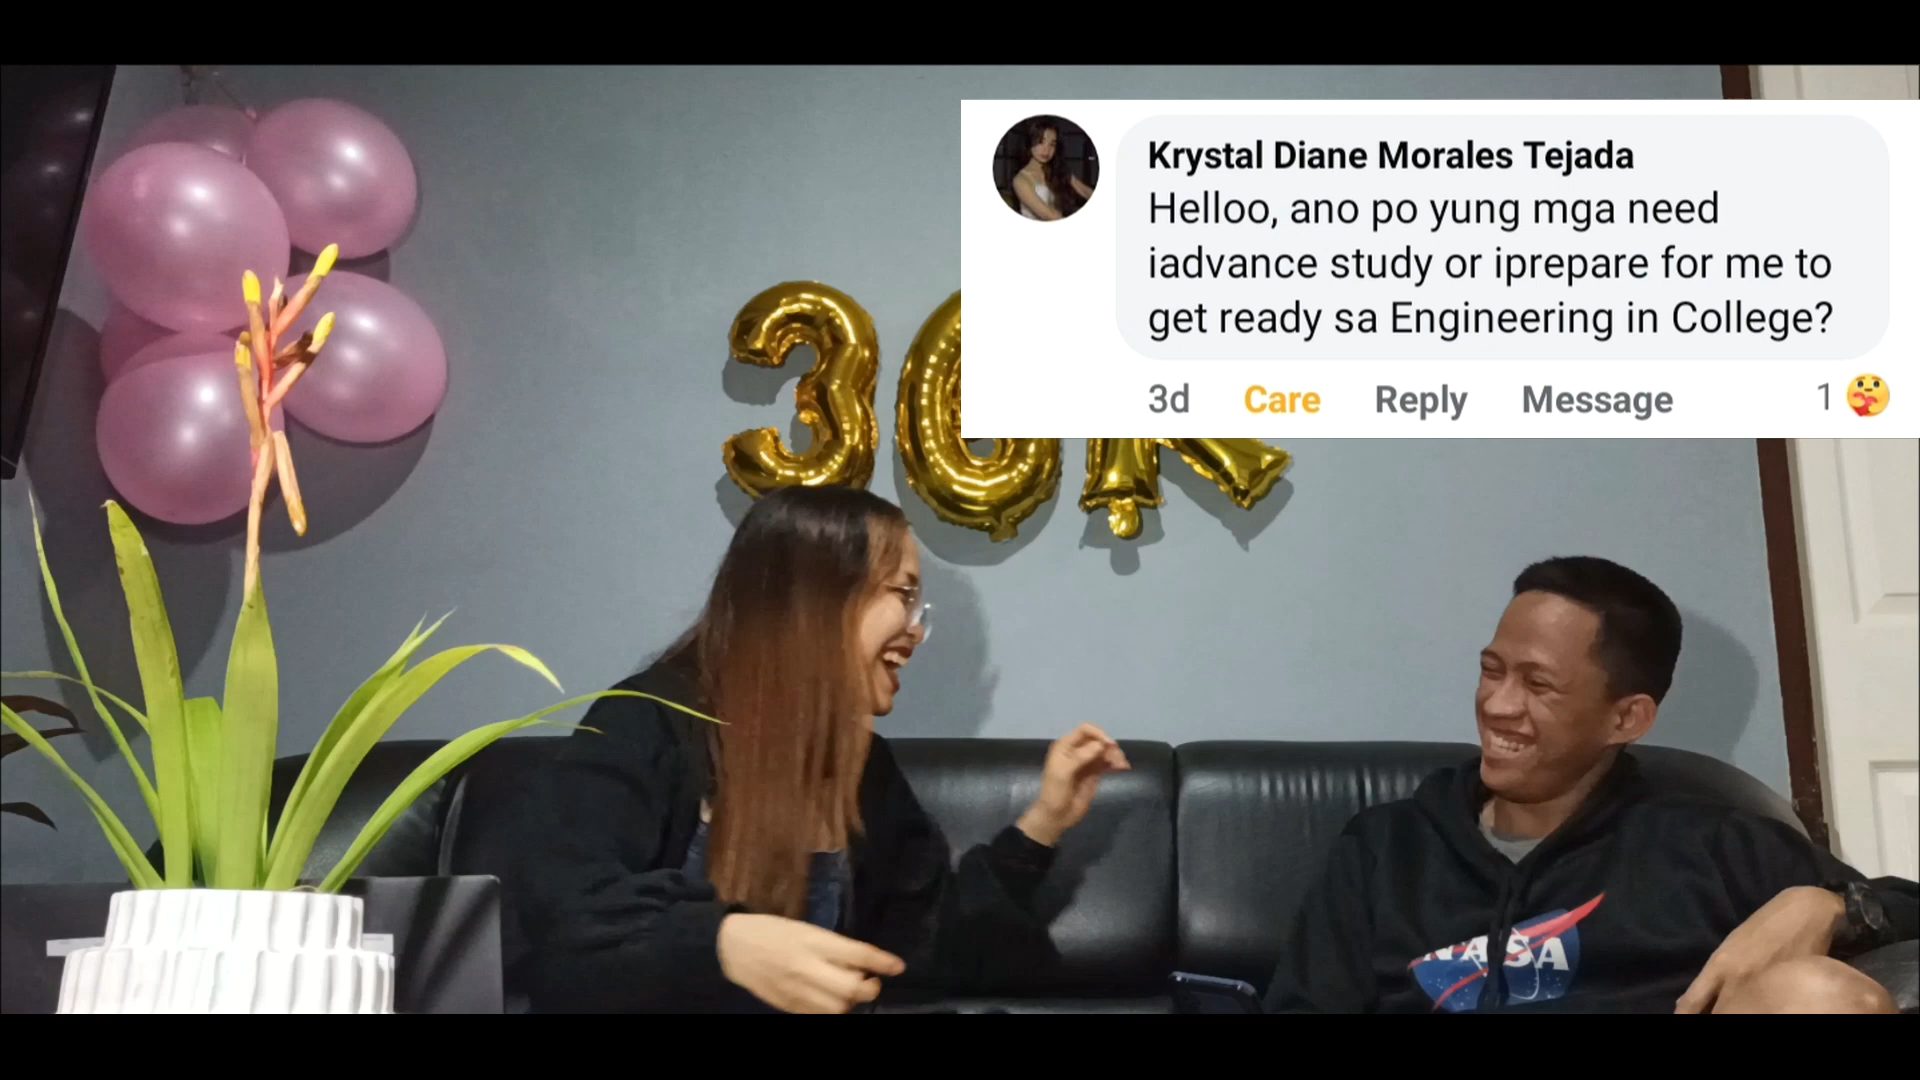 Krystal Diane Morales Tejada
Helloo, ano po yung mga need
iadvance study or iprepare for me to
get ready sa Engineering in College?
3d Care Reply Message 1
NASA